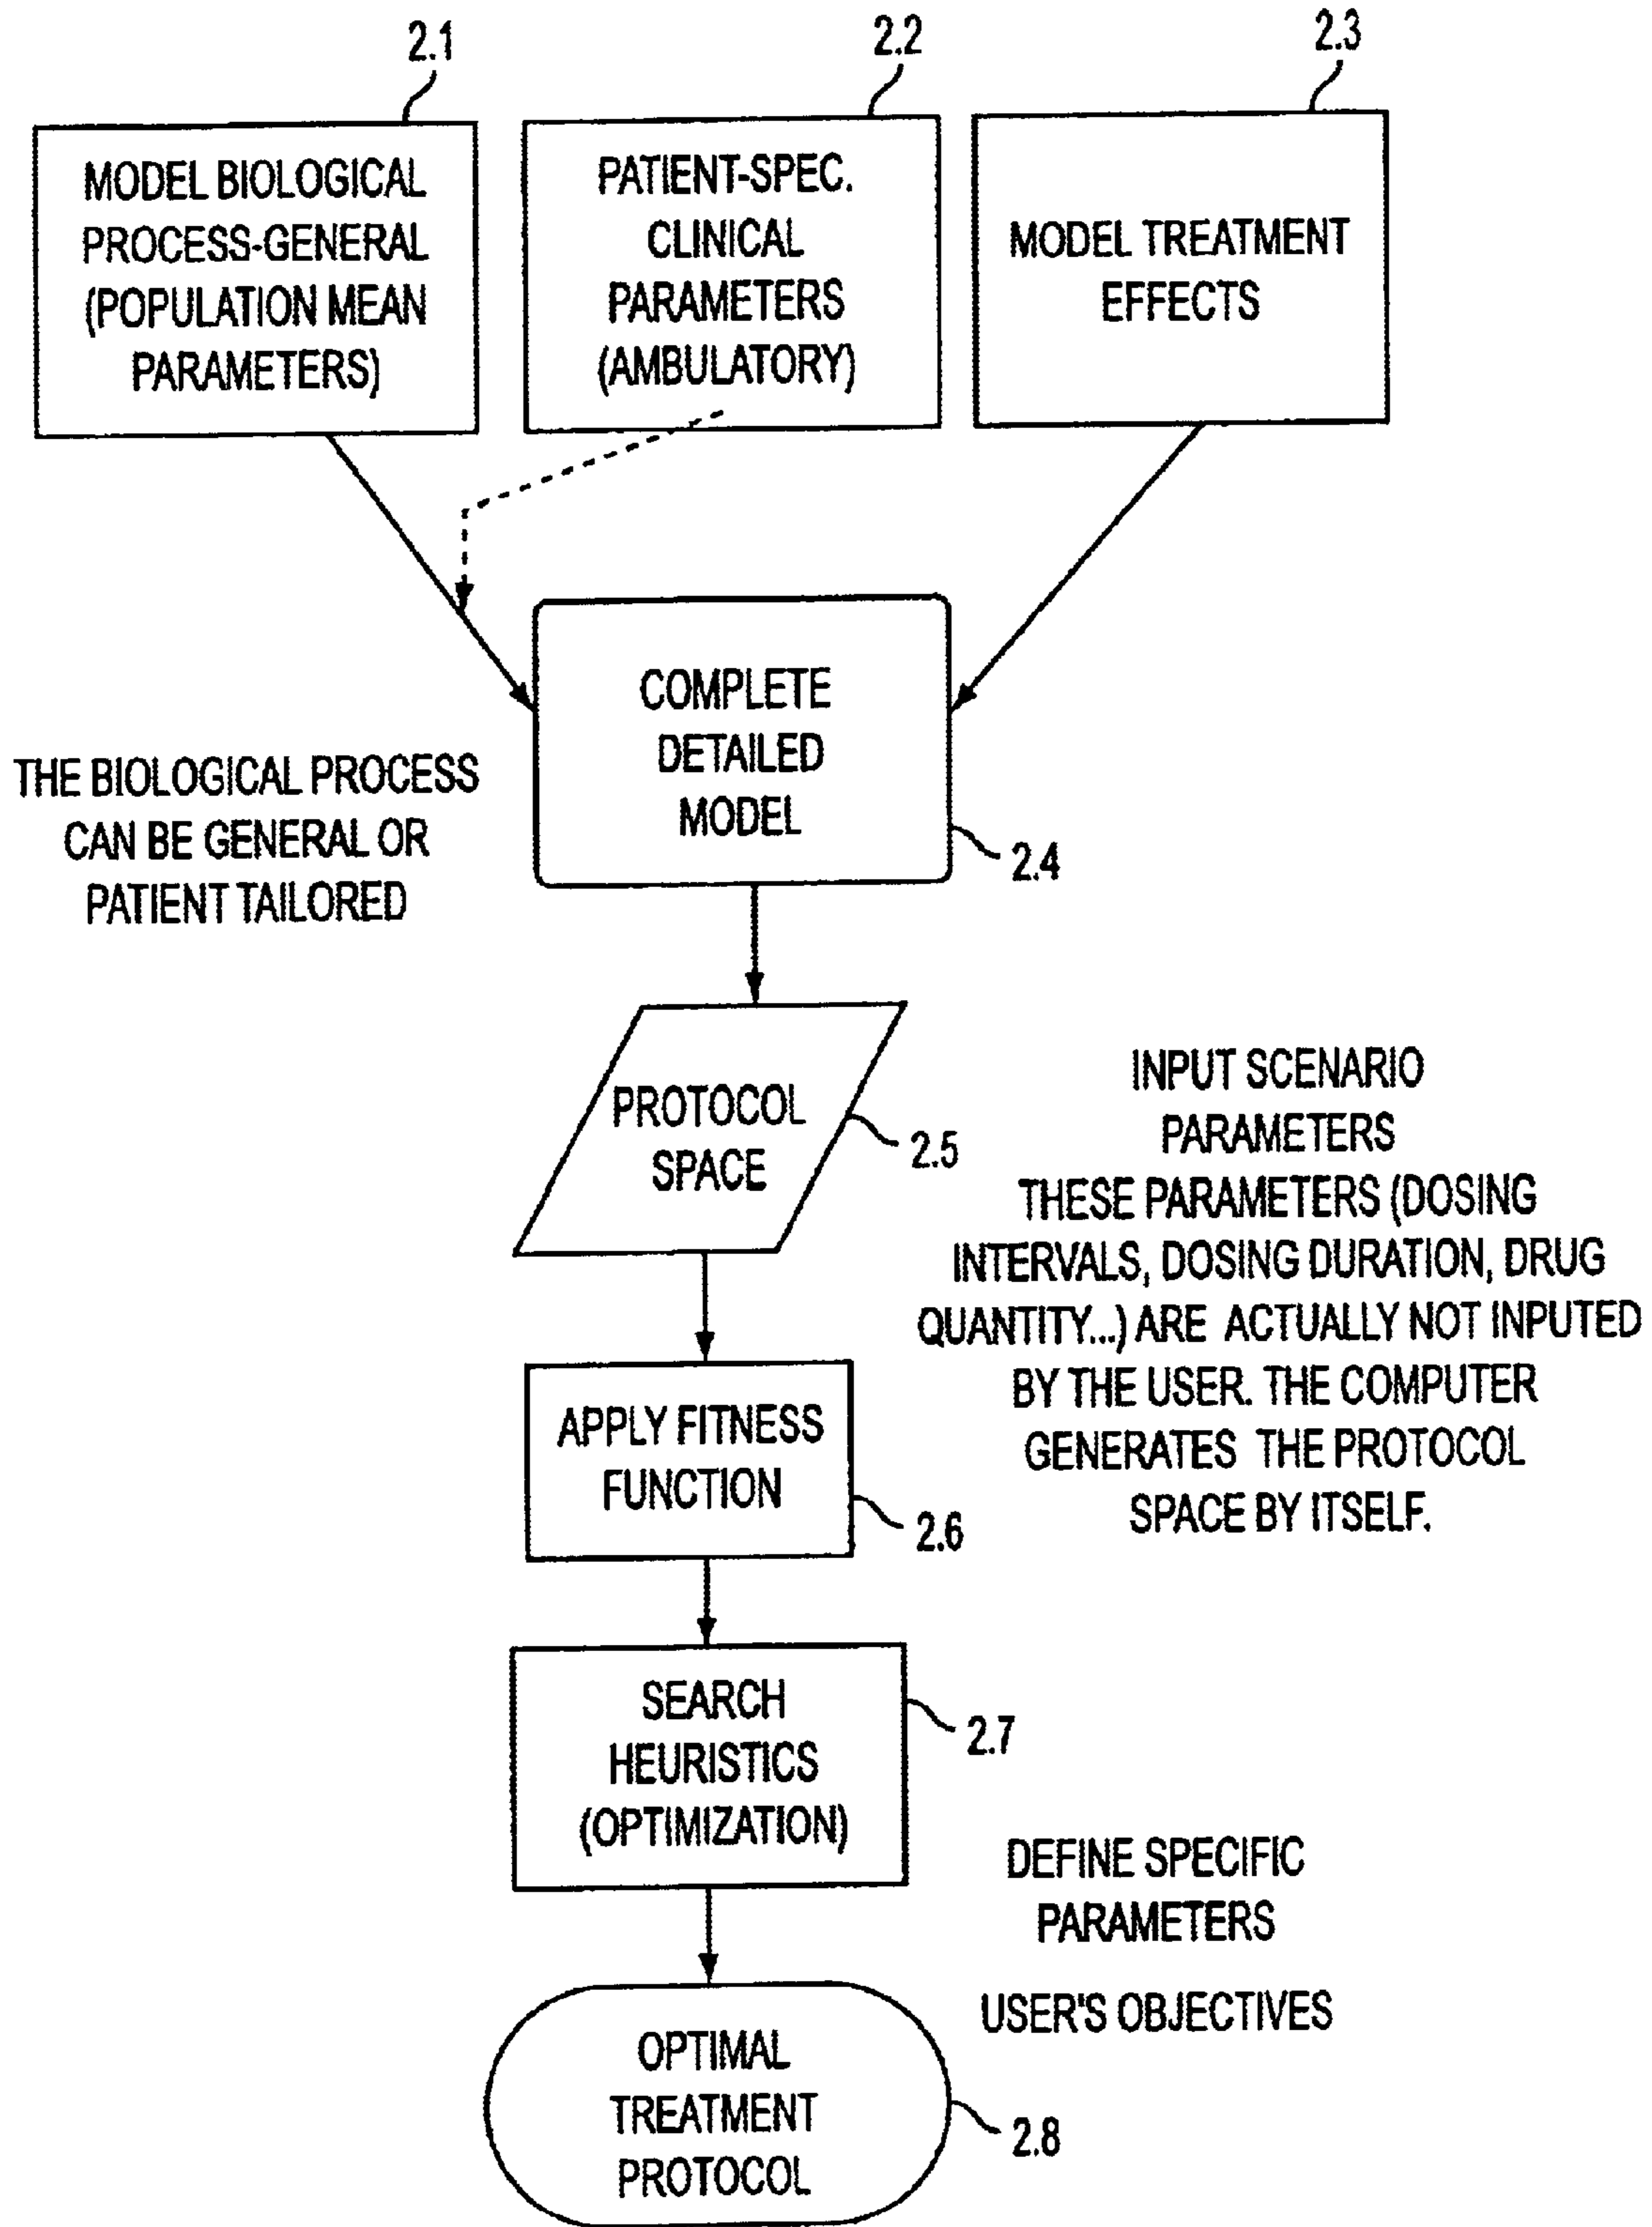 2.1
2.2
2.3
MODEL BIOLOGICAL
PROCESS-GENERAL
(POPULATION MEAN
PARAMETERS)
PATIENT-SPEC.
CLINICAL
PARAMETERS
(AMBULATORY)
MODEL TREATMENT
EFFECTS
COMPLETE
DETAILED
MODEL
2.4
THE BIOLOGICAL PROCESS
CAN BE GENERAL OR
PATIENT TAILORED
PROTOCOL
SPACE
2.5
INPUT SCENARIO
PARAMETERS
THESE PARAMETERS (DOSING
INTERVALS, DOSING DURATION, DRUG
QUANTITY...) ARE ACTUALLY NOT INPUTED
BY THE USER. THE COMPUTER
GENERATES THE PROTOCOL
SPACE BY ITSELF.
APPLY FITNESS
FUNCTION
2.6
SEARCH
HEURISTICS
(OPTIMIZATION)
2.7
DEFINE SPECIFIC
PARAMETERS
USER'S OBJECTIVES
OPTIMAL
TREATMENT
PROTOCOL
2.8